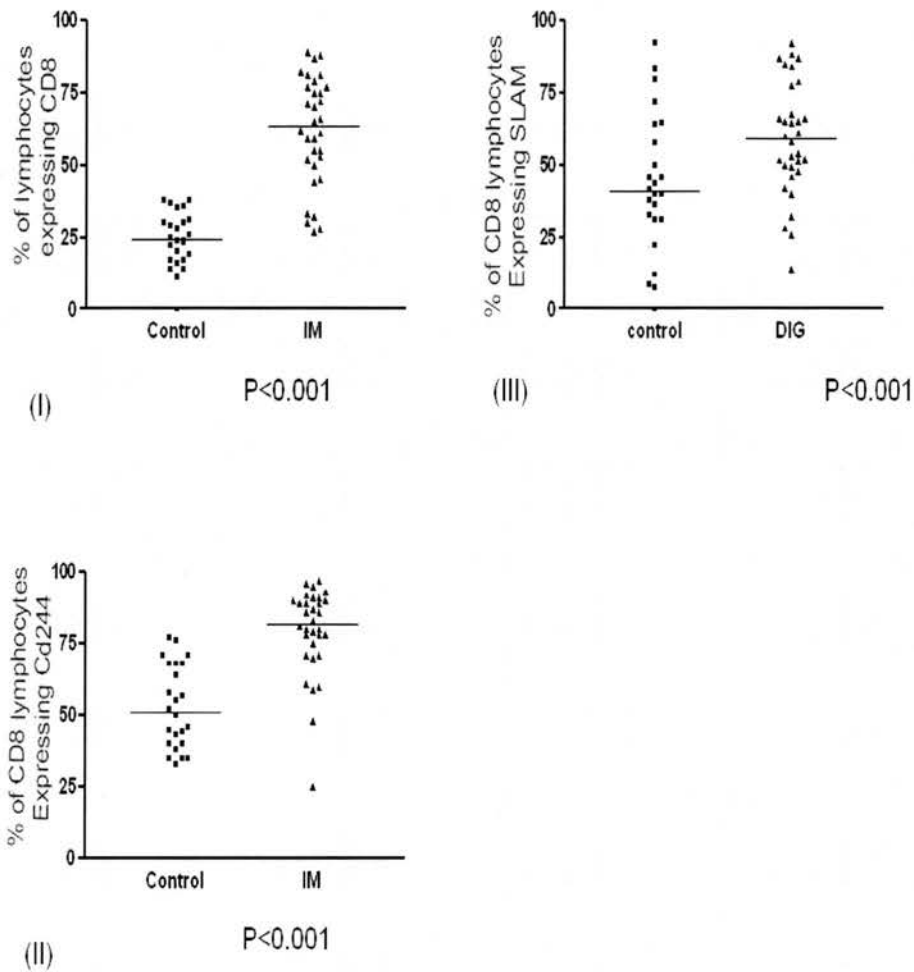 % of lymphocytes
expressing CD8
100
75
50
25
0
Control IM
(I) P<0.001
% of CD8 lymphocytes
Expressing SLAM
100
75
50
25
0
control DIG
(III) P<0.001
% of CD8 lymphocytes
Expressing Cd244
100
75
50
25
0
Control IM
(II) P<0.001